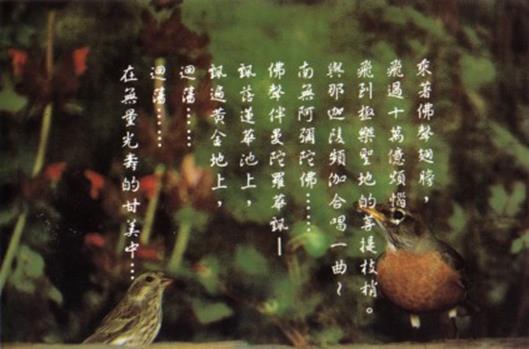 乘著佛聲翅膀，
飛過十萬億煩惱
飛到極樂聖地的菩提枝梢。
與那迦陵頻伽合唱一曲～
南無阿彌陀佛……
佛聲伴曼陀羅華飄—
飄落蓮華池上，
飄過黃金地上，
迴蕩……
迴蕩……
在無量光壽的甘美中…